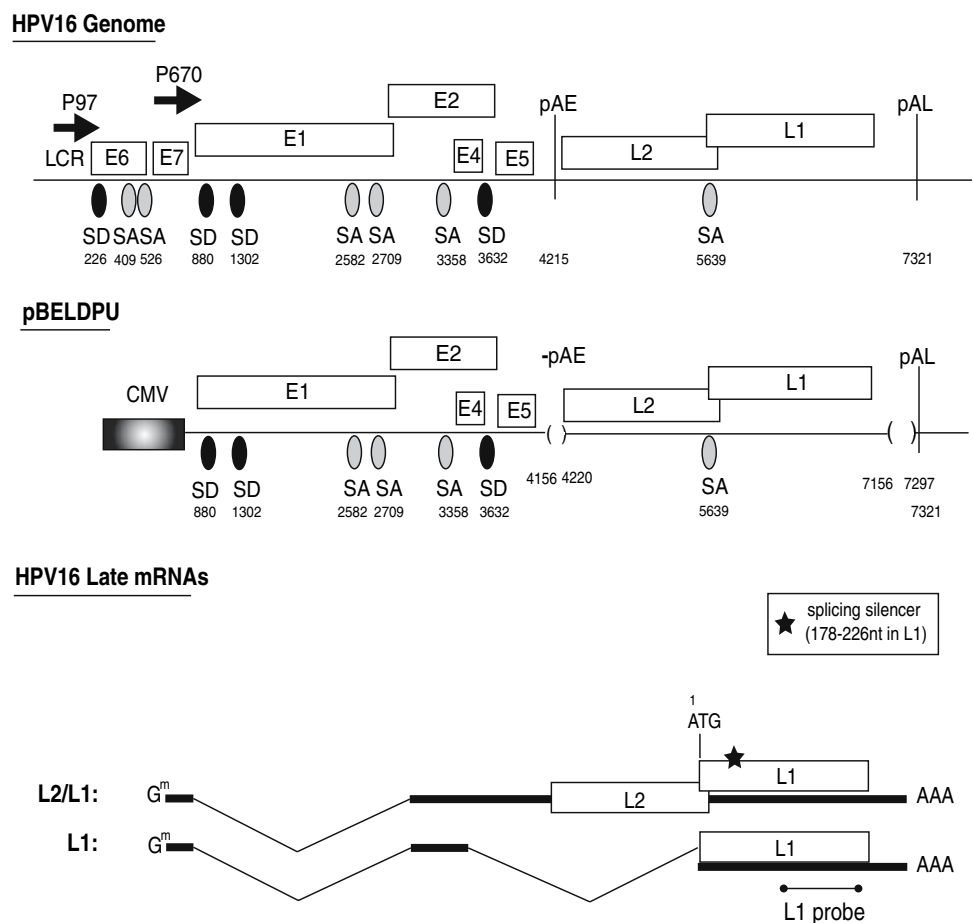 HPV16 Genome
P97
P670
LCR
E6
E7
E1
E2
E4
E5
pAE
L2
L1
pAL
SD SA SA SD SD SA SA SA SD SA
226 409 526 880 1302 2582 2709 3358 3632 4215 5639 7321
pBELDPU
CMV
E1
E2
E4
E5
-pAE
L2
L1
pAL
( )
( )
SD SD SA SA SA SD SA
880 1302 2582 2709 3358 3632 4156 4220 5639 7156 7297
7321
HPV16 Late mRNAs
splicing silencer
(178-226nt in L1)
1
ATG
L2/L1: Gm L2 L1 AAA
L1: Gm L1 AAA
L1 probe